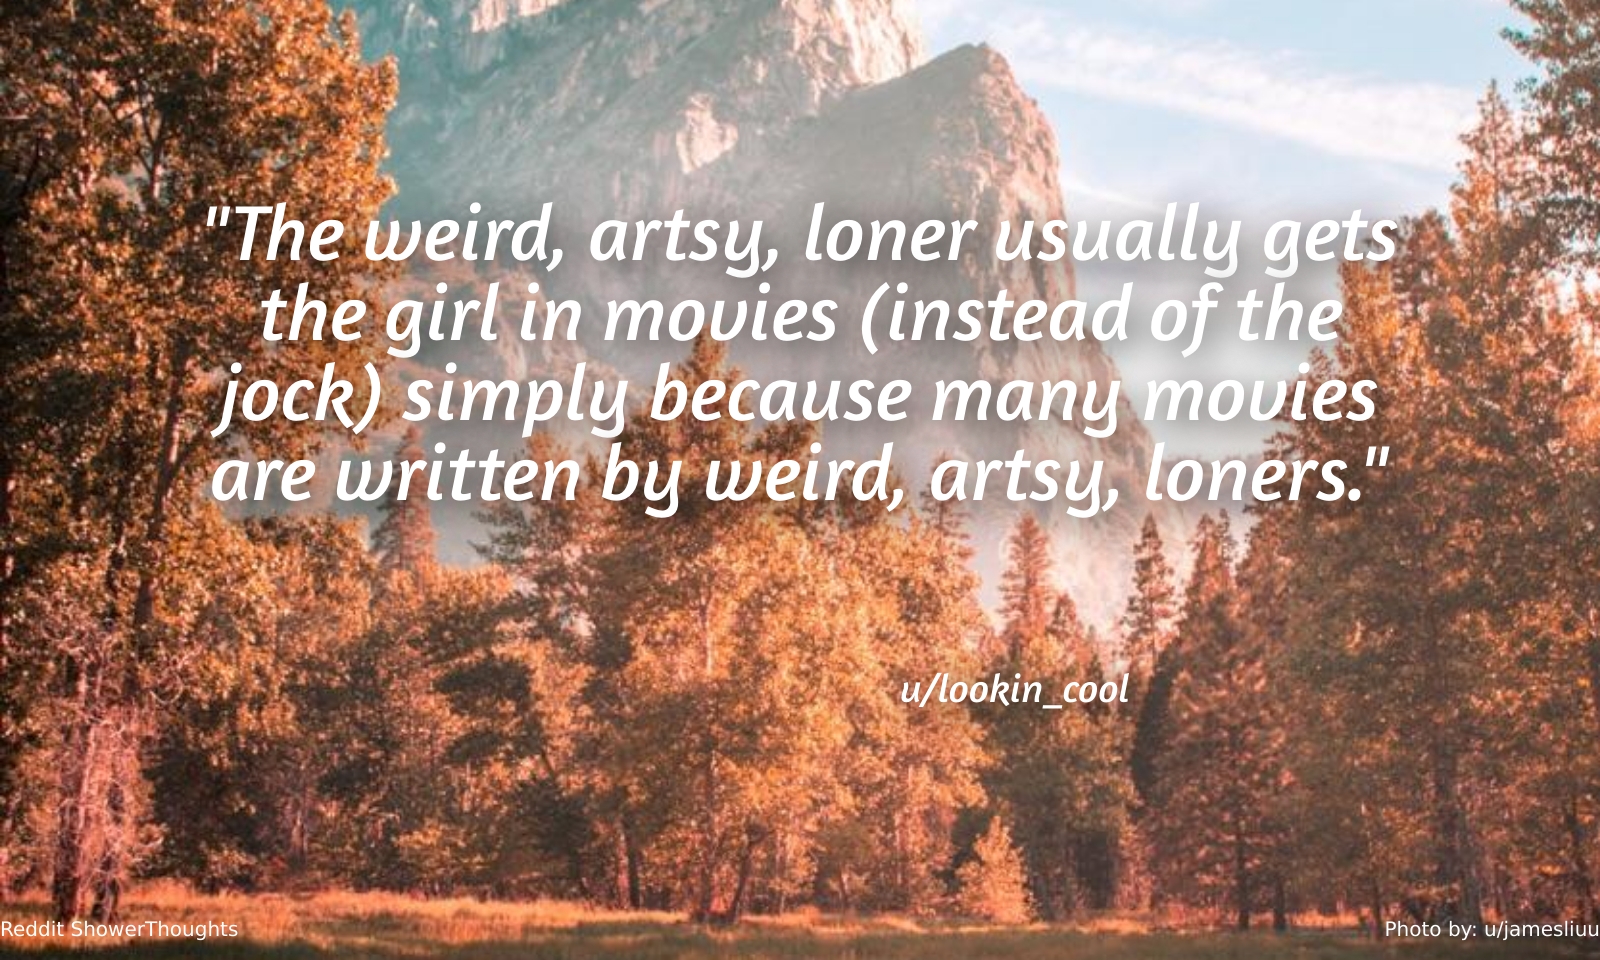 "The weird, artsy, loner usually gets
the girl in movies (instead of the
jock) simply because many movies
are written by weird, artsy, loners."
u/lookin_cool
Reddit ShowerThoughts
Photo by: u/jamesliuu